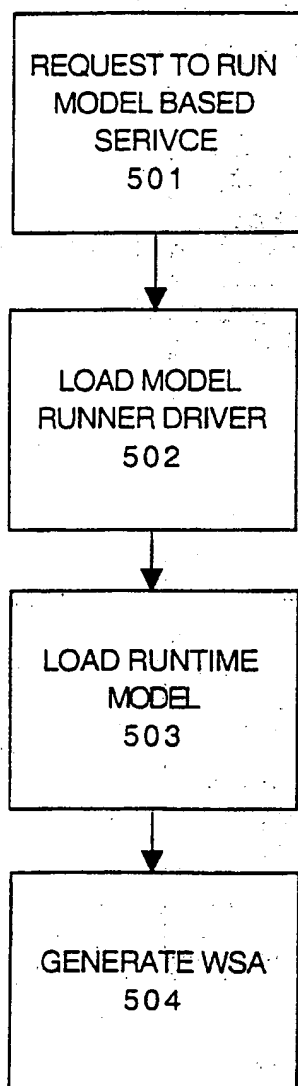 REQUEST TO RUN
MODEL BASED
SERIVCE
501
LOAD MODEL
RUNNER DRIVER
502
LOAD RUNTIME
MODEL
503
GENERATE WSA
504